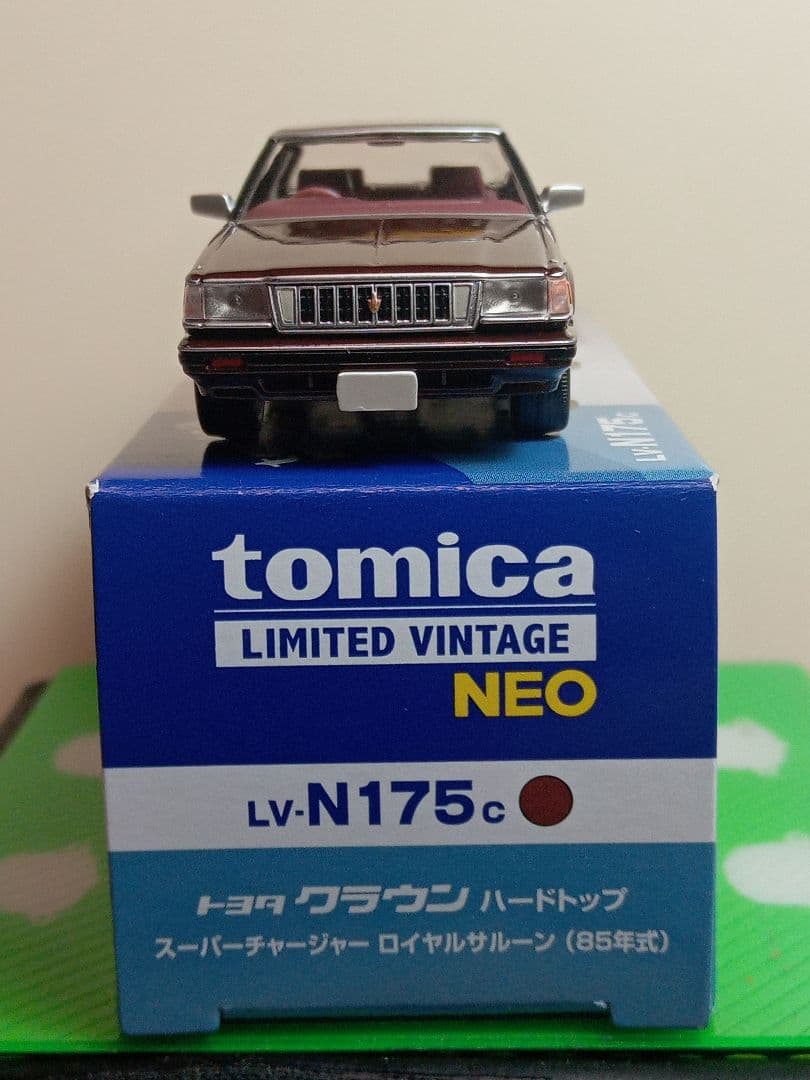 LV-N175c
tomica
LIMITED VINTAGE
NEO
LV-N175c
トヨタ クラウン ハードトップ
スーパーチャージャー ロイヤルサルーン (85年式)